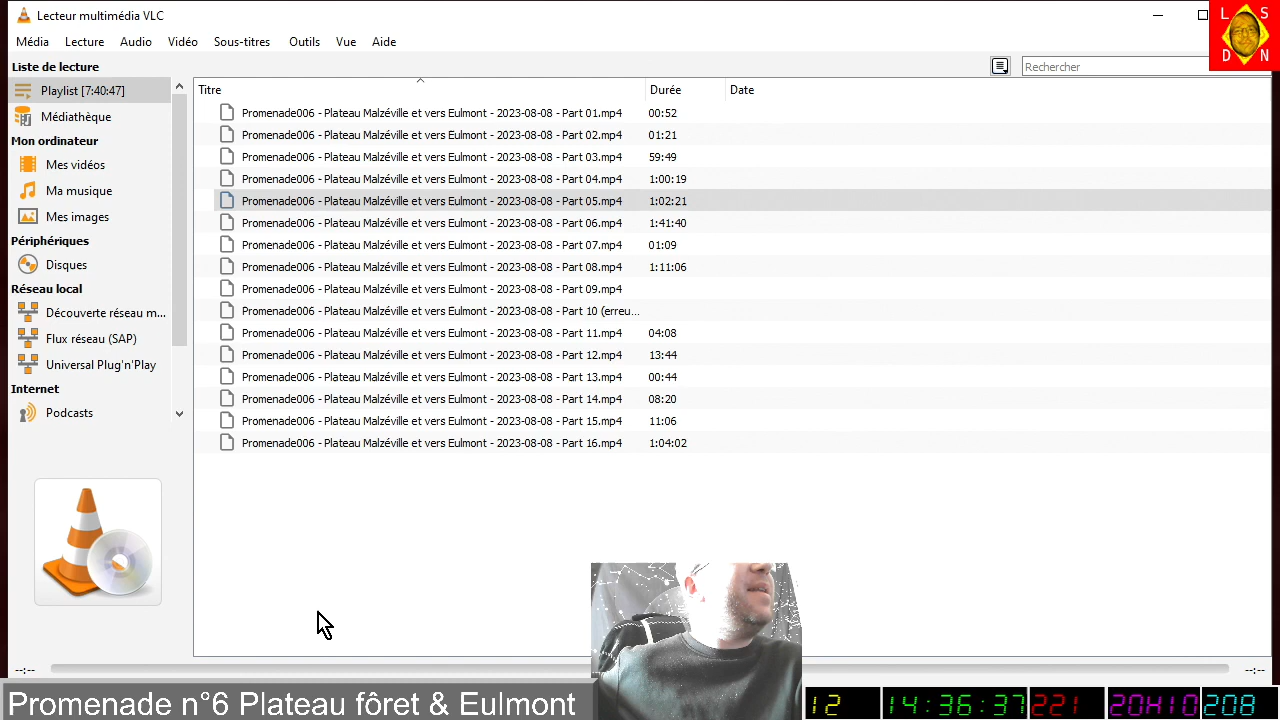 Lecteur multimédia VLC
Média Lecture Audio Vidéo Sous-titres Outils Vue Aide
L S
D N
Liste de lecture
Rechercher
Playlist [7:40:47]
Médiathèque
Mon ordinateur
Mes vidéos
Ma musique
Mes images
Périphériques
Disques
Réseau local
Découverte réseau m...
Flux réseau (SAP)
Universal Plug'n'Play
Internet
Podcasts
Titre Durée Date
Promenade006 - Plateau Malzéville et vers Eulmont - 2023-08-08 - Part 01.mp4 00:52
Promenade006 - Plateau Malzéville et vers Eulmont - 2023-08-08 - Part 02.mp4 01:21
Promenade006 - Plateau Malzéville et vers Eulmont - 2023-08-08 - Part 03.mp4 59:49
Promenade006 - Plateau Malzéville et vers Eulmont - 2023-08-08 - Part 04.mp4 1:00:19
Promenade006 - Plateau Malzéville et vers Eulmont - 2023-08-08 - Part 05.mp4 1:02:21
Promenade006 - Plateau Malzéville et vers Eulmont - 2023-08-08 - Part 06.mp4 1:41:40
Promenade006 - Plateau Malzéville et vers Eulmont - 2023-08-08 - Part 07.mp4 01:09
Promenade006 - Plateau Malzéville et vers Eulmont - 2023-08-08 - Part 08.mp4 1:11:06
Promenade006 - Plateau Malzéville et vers Eulmont - 2023-08-08 - Part 09.mp4
Promenade006 - Plateau Malzéville et vers Eulmont - 2023-08-08 - Part 10 (erreu...
Promenade006 - Plateau Malzéville et vers Eulmont - 2023-08-08 - Part 11.mp4 04:08
Promenade006 - Plateau Malzéville et vers Eulmont - 2023-08-08 - Part 12.mp4 13:44
Promenade006 - Plateau Malzéville et vers Eulmont - 2023-08-08 - Part 13.mp4 00:44
Promenade006 - Plateau Malzéville et vers Eulmont - 2023-08-08 - Part 14.mp4 08:20
Promenade006 - Plateau Malzéville et vers Eulmont - 2023-08-08 - Part 15.mp4 11:06
Promenade006 - Plateau Malzéville et vers Eulmont - 2023-08-08 - Part 16.mp4 1:04:02
--:-- --:--
Promenade n°6 Plateau fôret & Eulmont
12 14:36:37 221 20H10 208